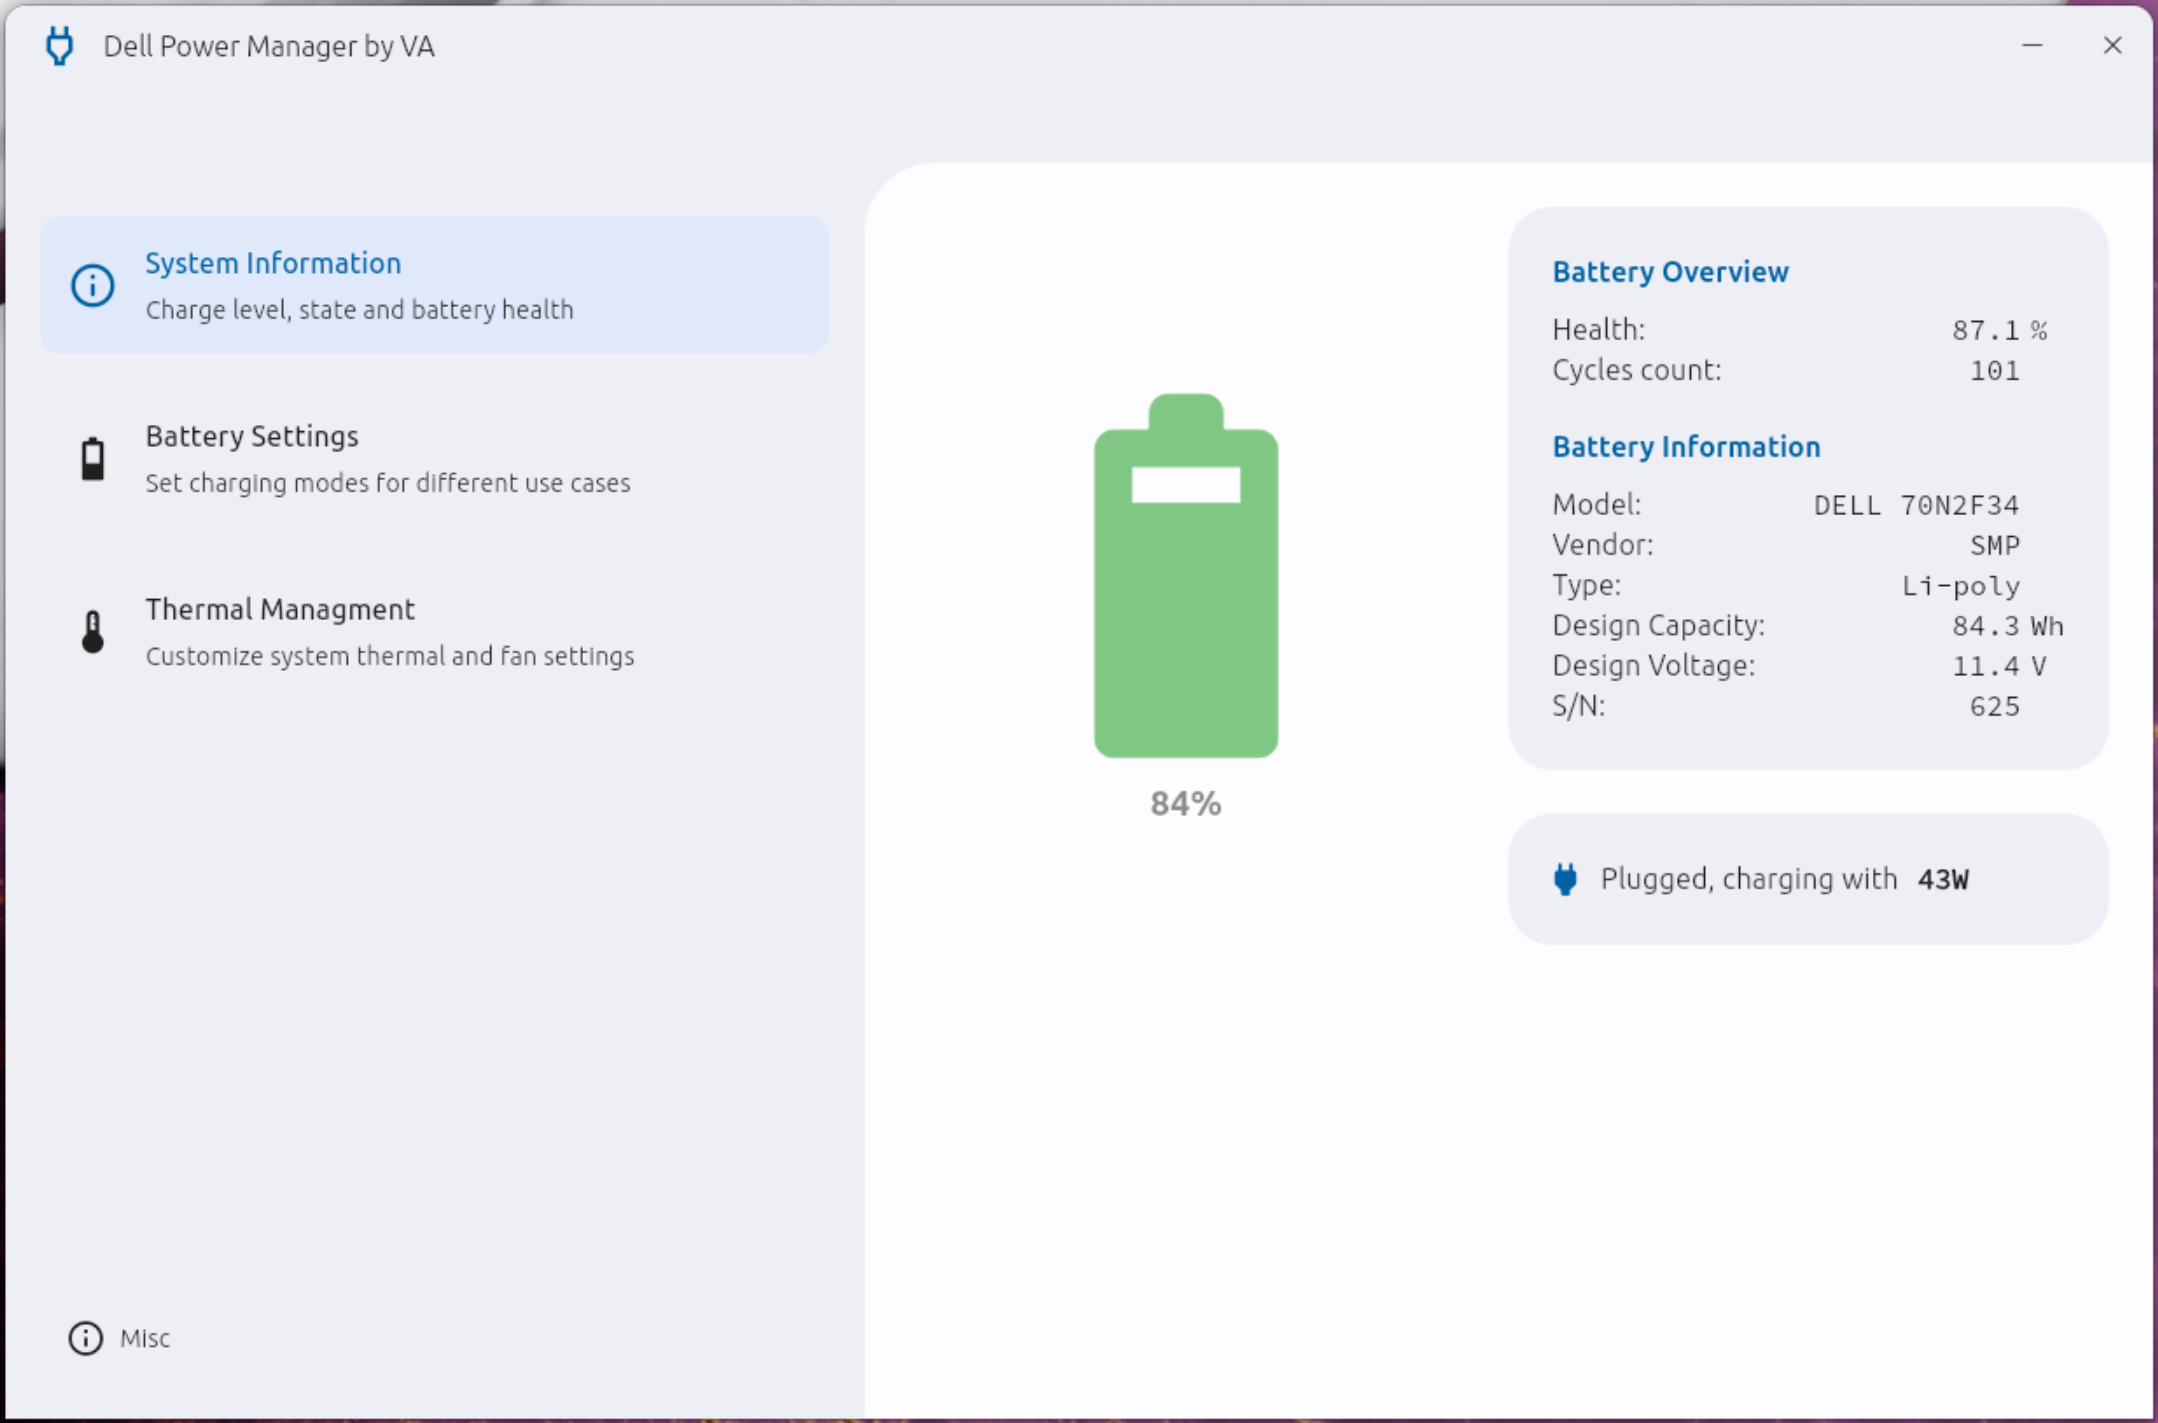 Dell Power Manager by VA
System Information
Charge level, state and battery health
Battery Settings
Set charging modes for different use cases
Thermal Managment
Customize system thermal and fan settings
Misc
84%
Battery Overview
Health: 87.1 %
Cycles count: 101
Battery Information
Model: DELL 70N2F34
Vendor: SMP
Type: Li-poly
Design Capacity: 84.3 Wh
Design Voltage: 11.4 V
S/N: 625
Plugged, charging with 43W